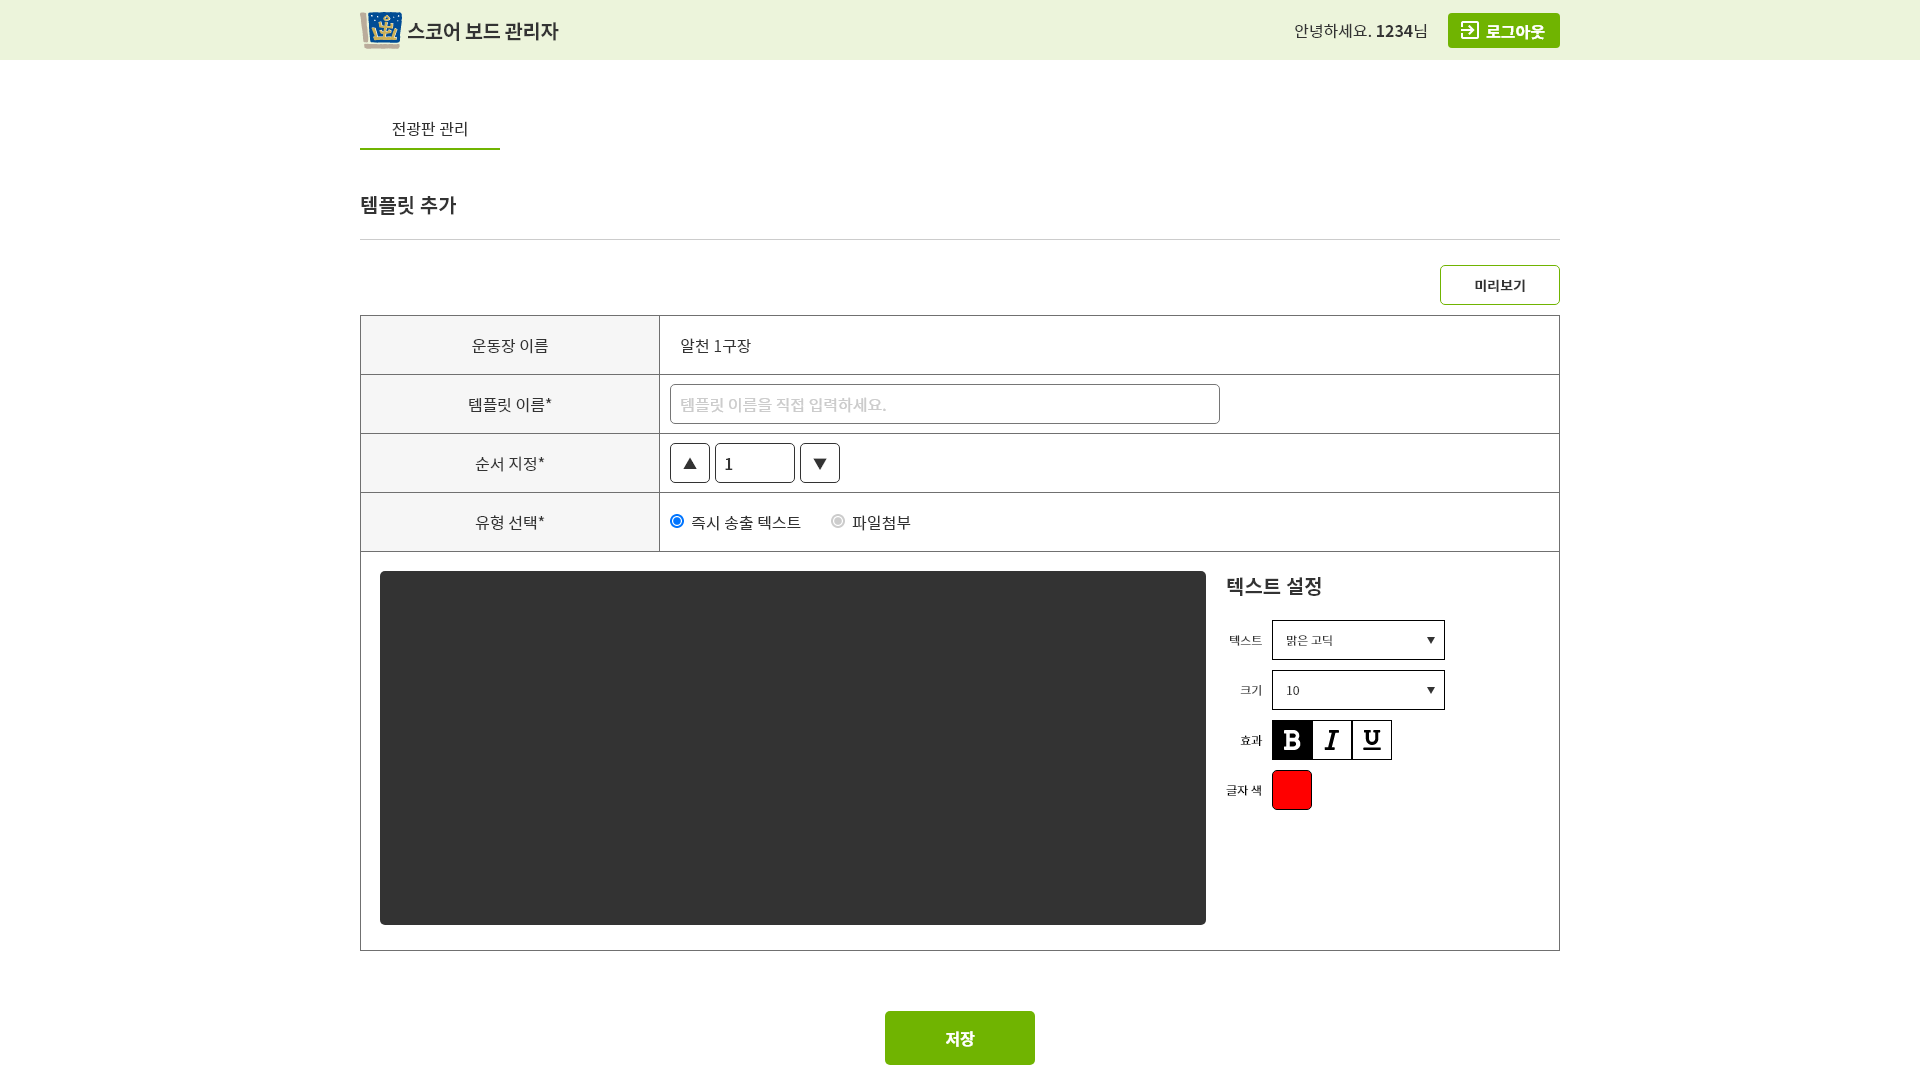 스코어 보드 관리자
안녕하세요. 1234님
로그아웃
전광판 관리
템플릿 추가
미리보기
운동장 이름
알천 1구장
템플릿 이름*
템플릿 이름을 직접 입력하세요.
순서 지정*
▲ 1 ▼
유형 선택*
즉시 송출 텍스트
파일첨부
텍스트 설정
텍스트
맑은 고딕 ▼
크기
10 ▼
효과
B I U
글자 색
저장